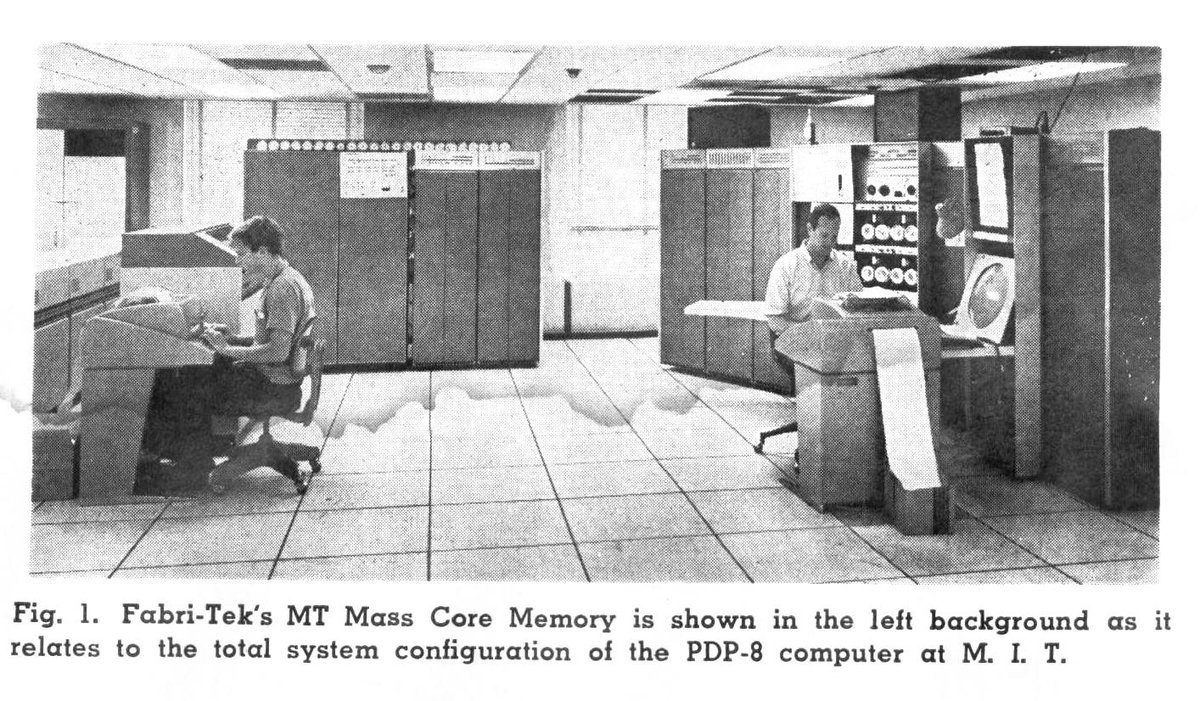 Fig. 1. Fabri-Tek's MT Mass Core Memory is shown in the left background as it
relates to the total system configuration of the PDP-8 computer at M. I. T.